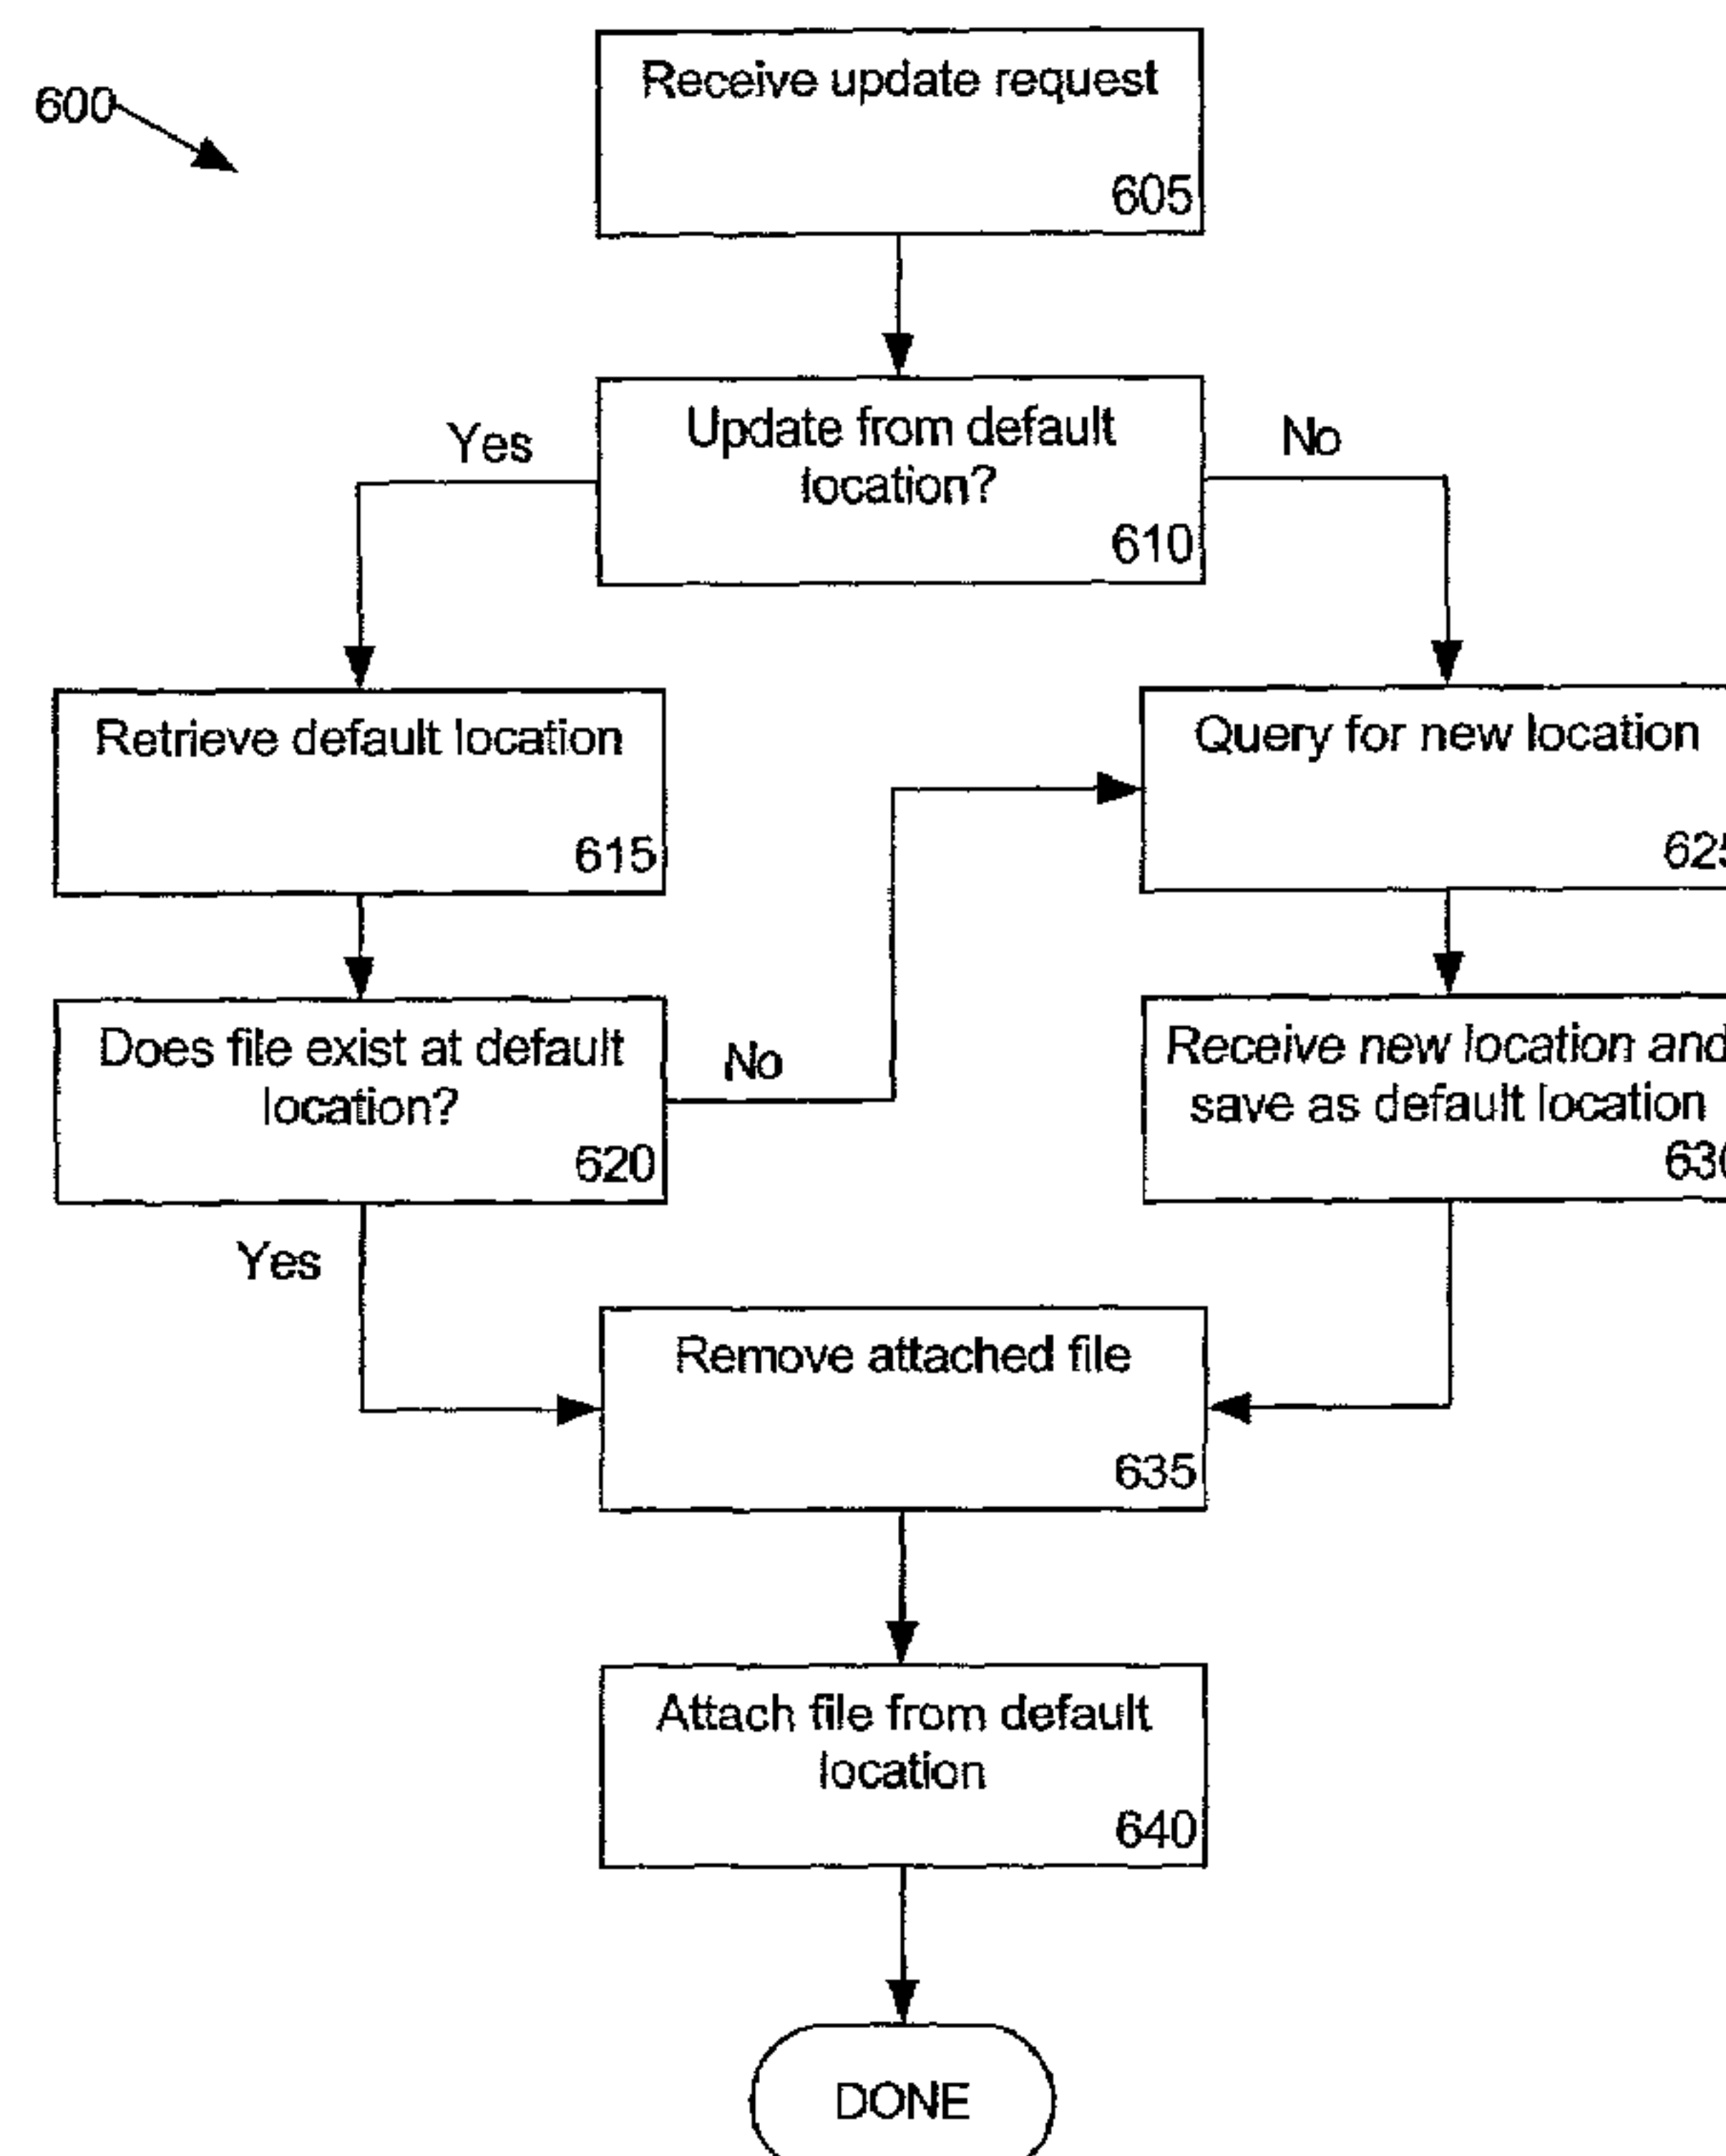 600
Receive update request
605
Update from default
location?
610
Yes
No
Retrieve default location
615
Query for new location
625
Does file exist at default
location?
620
No
Receive new location and
save as default location
630
Yes
Remove attached file
635
Attach file from default
location
640
DONE